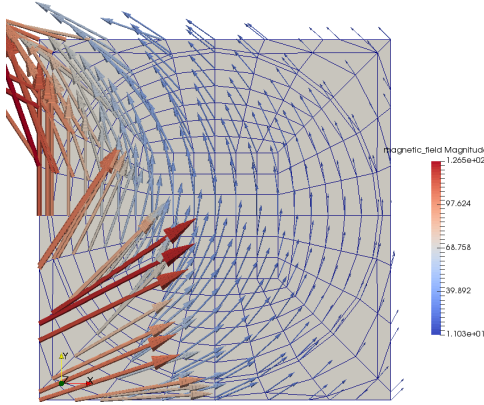 magnetic_field Magnitude
1.265e+02
97.624
68.758
39.892
1.103e+01
Y
Z
X